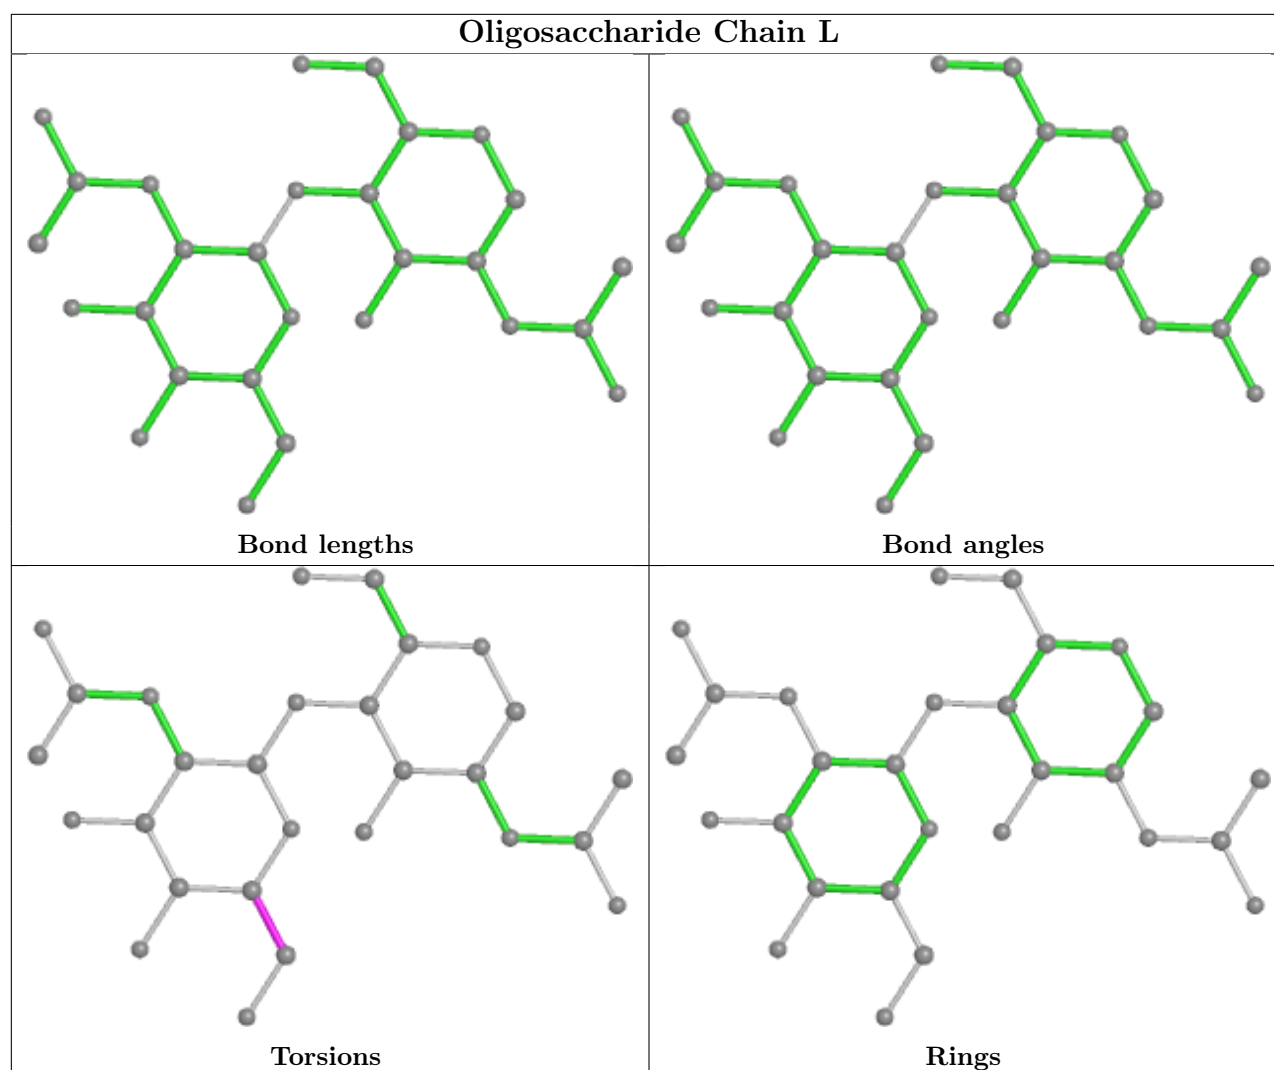 Oligosaccharide Chain L
Bond lengths
Bond angles
Torsions
Rings